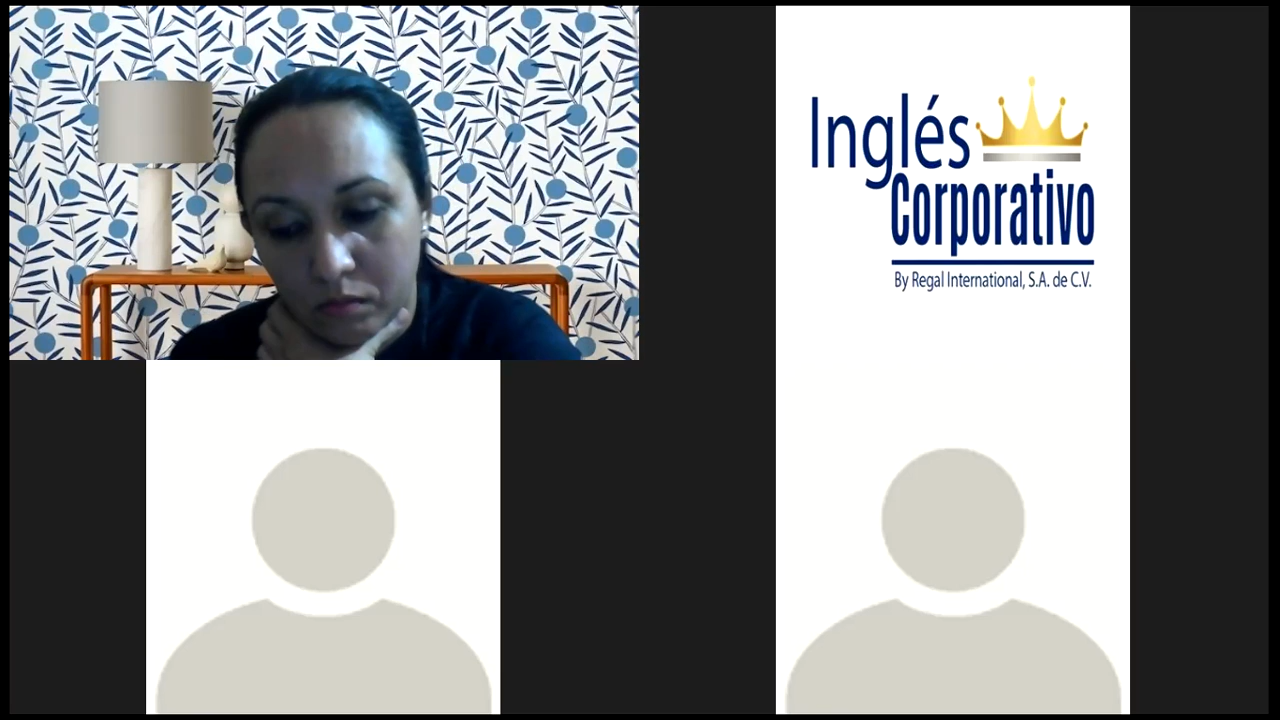 Inglés
Corporativo
By Regal International, S.A. de C.V.